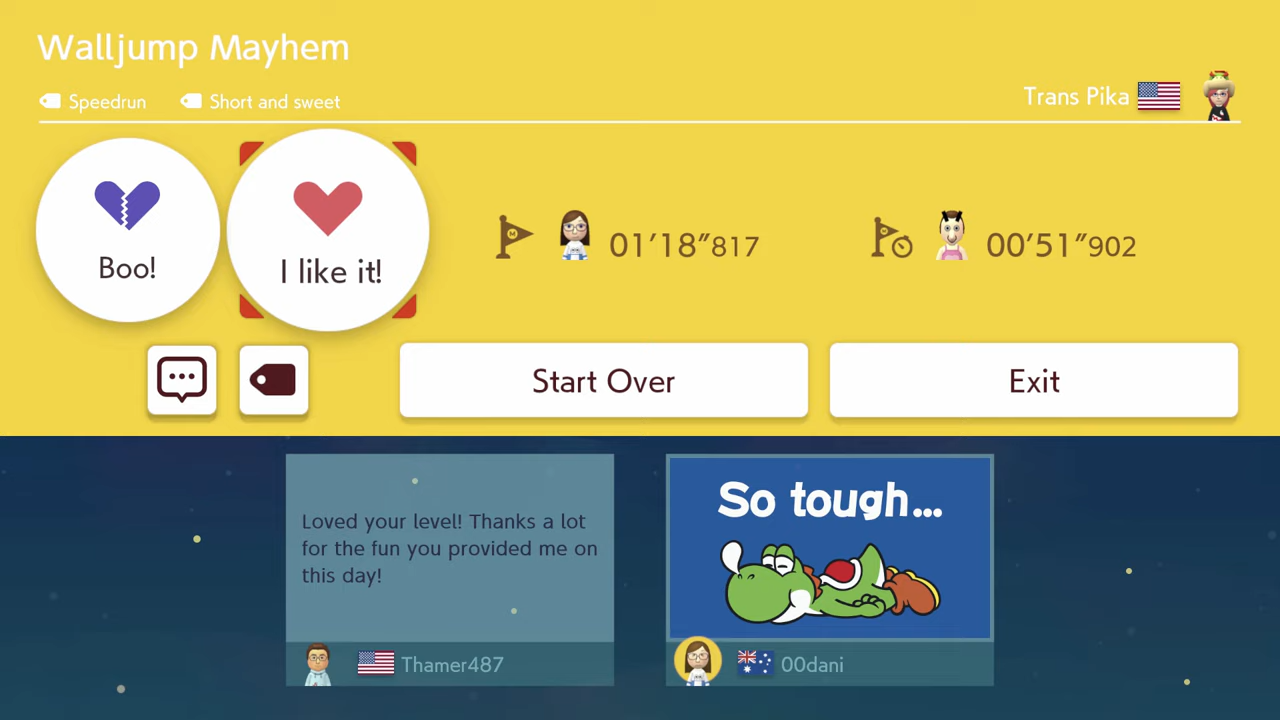 Walljump Mayhem
Speedrun Short and sweet
Trans Pika
Boo!
I like it!
M 01'18"817
M 00'51"902
Start Over
Exit
Loved your level! Thanks a lot
for the fun you provided me on
this day!
Thamer487
So tough...
00dani